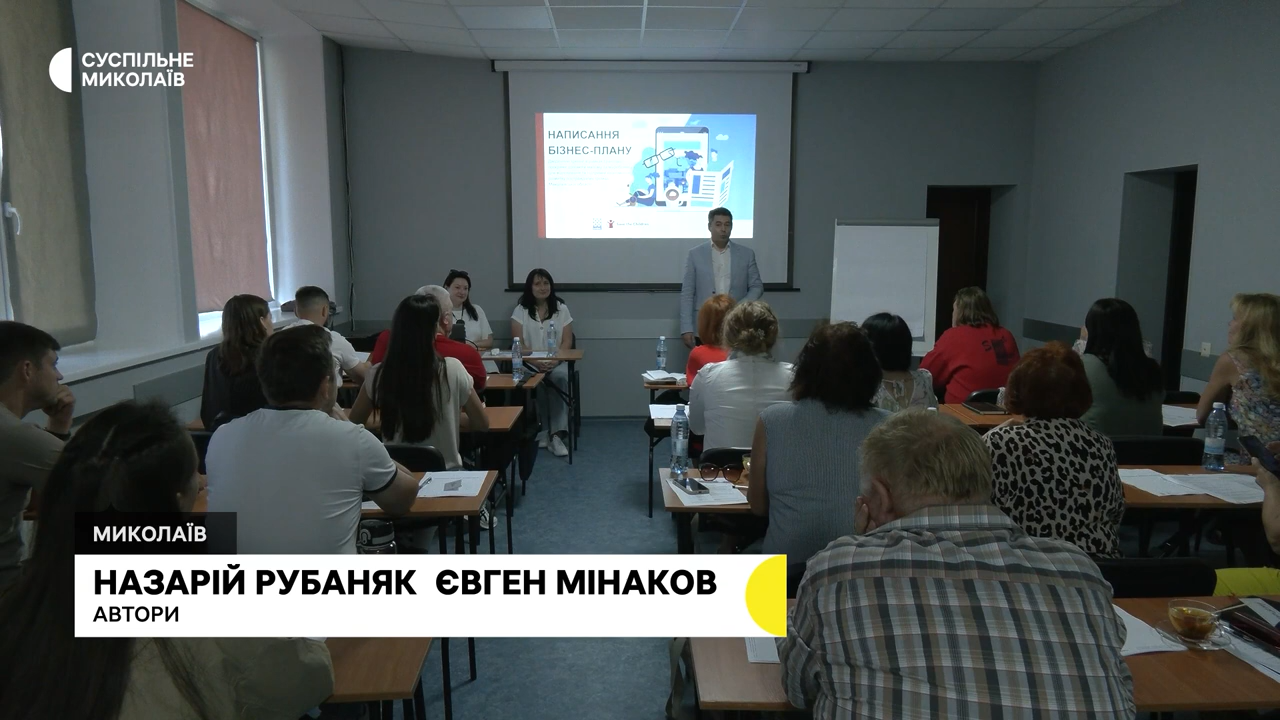 СУСПІЛЬНЕ
МИКОЛАЇВ
НАПИСАННЯ
БІЗНЕС-ПЛАНУ
МИКОЛАЇВ
НАЗАРІЙ РУБАНЯК ЄВГЕН МІНАКОВ
АВТОРИ